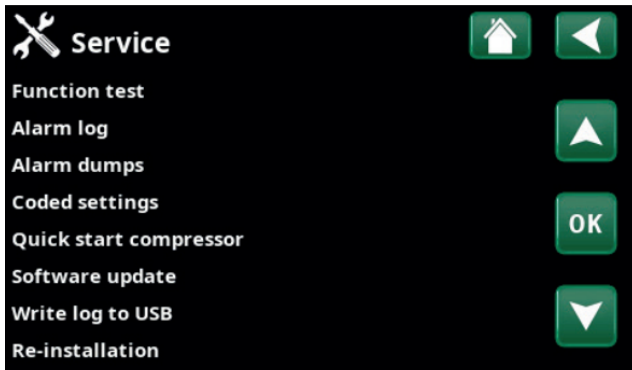 Service
Function test
Alarm log
Alarm dumps
Coded settings
Quick start compressor
OK
Software update
Write log to USB
Re-installation